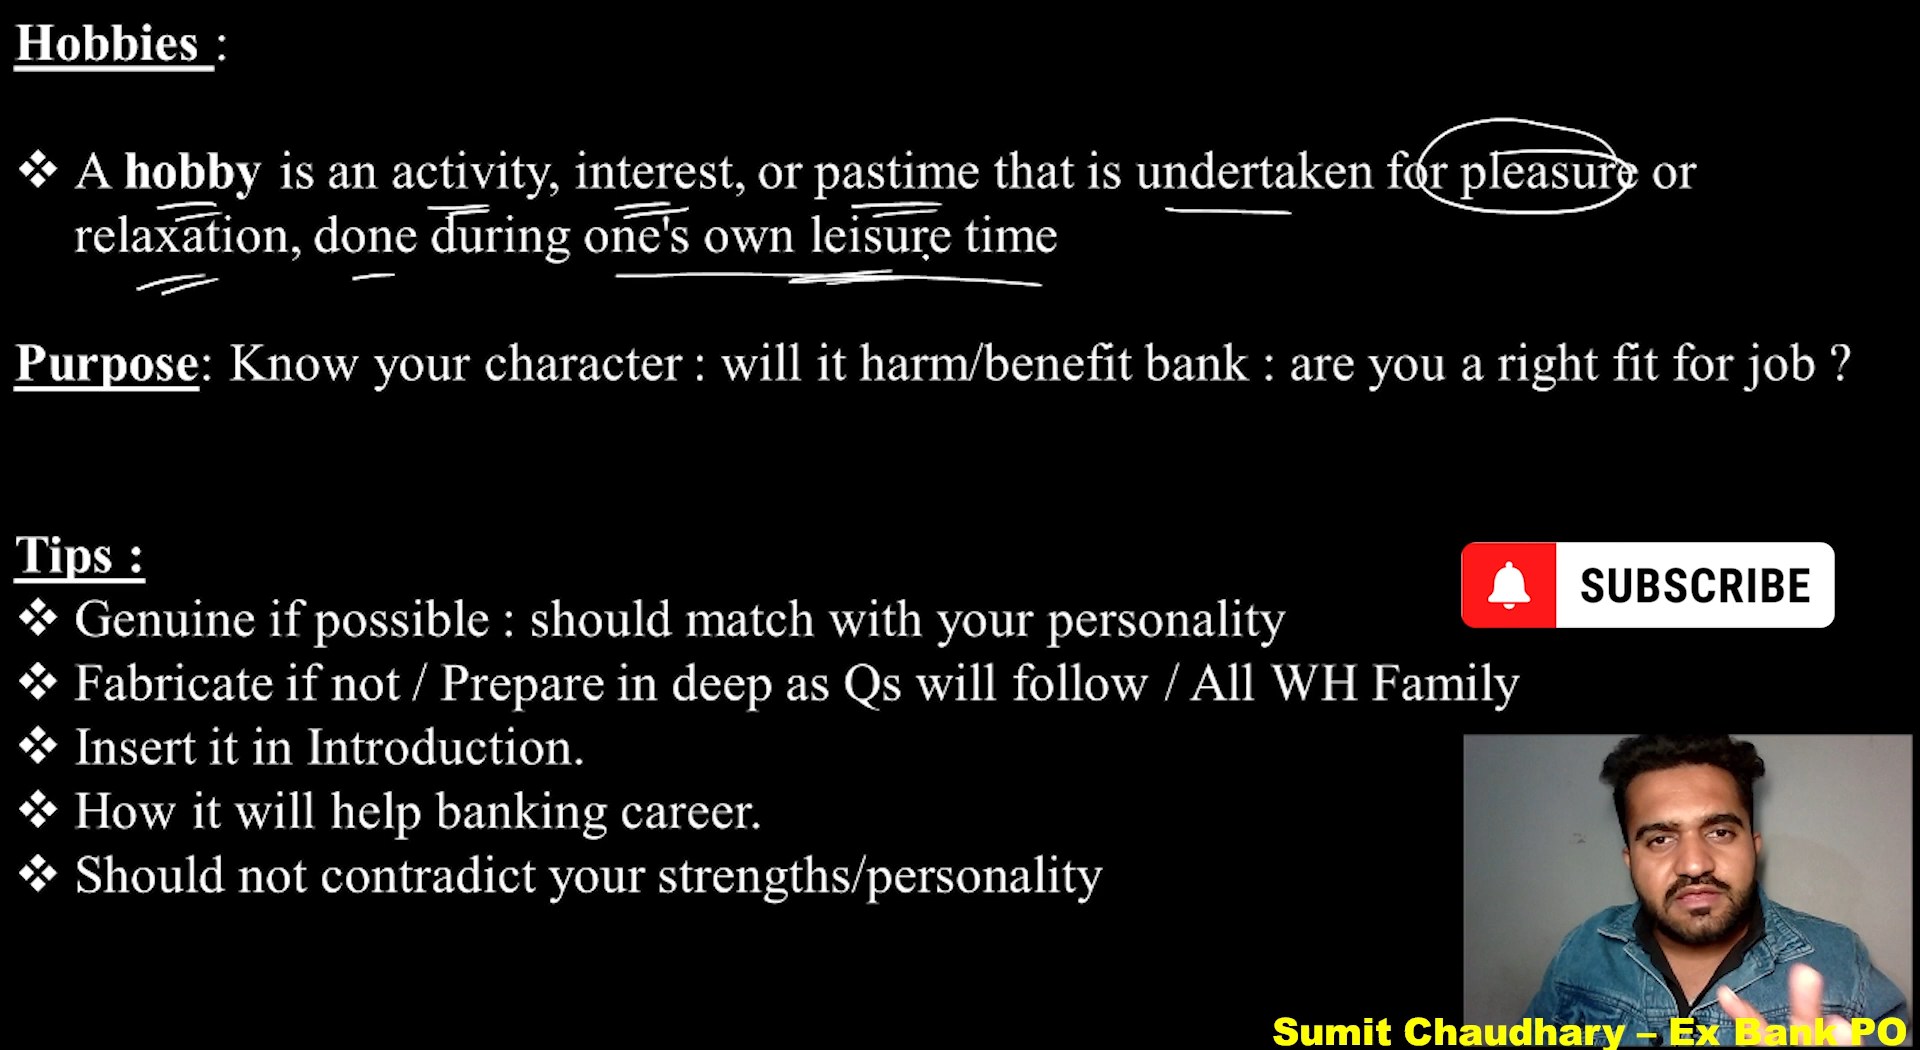 Hobbies :
❖ A hobby is an activity, interest, or pastime that is undertaken for pleasure or
relaxation, done during one's own leisure time
Purpose: Know your character : will it harm/benefit bank : are you a right fit for job ?
Tips :
❖ Genuine if possible : should match with your personality
❖ Fabricate if not / Prepare in deep as Qs will follow / All WH Family
❖ Insert it in Introduction.
❖ How it will help banking career.
❖ Should not contradict your strengths/personality
SUBSCRIBE
Sumit Chaudhary – Ex Bank PO